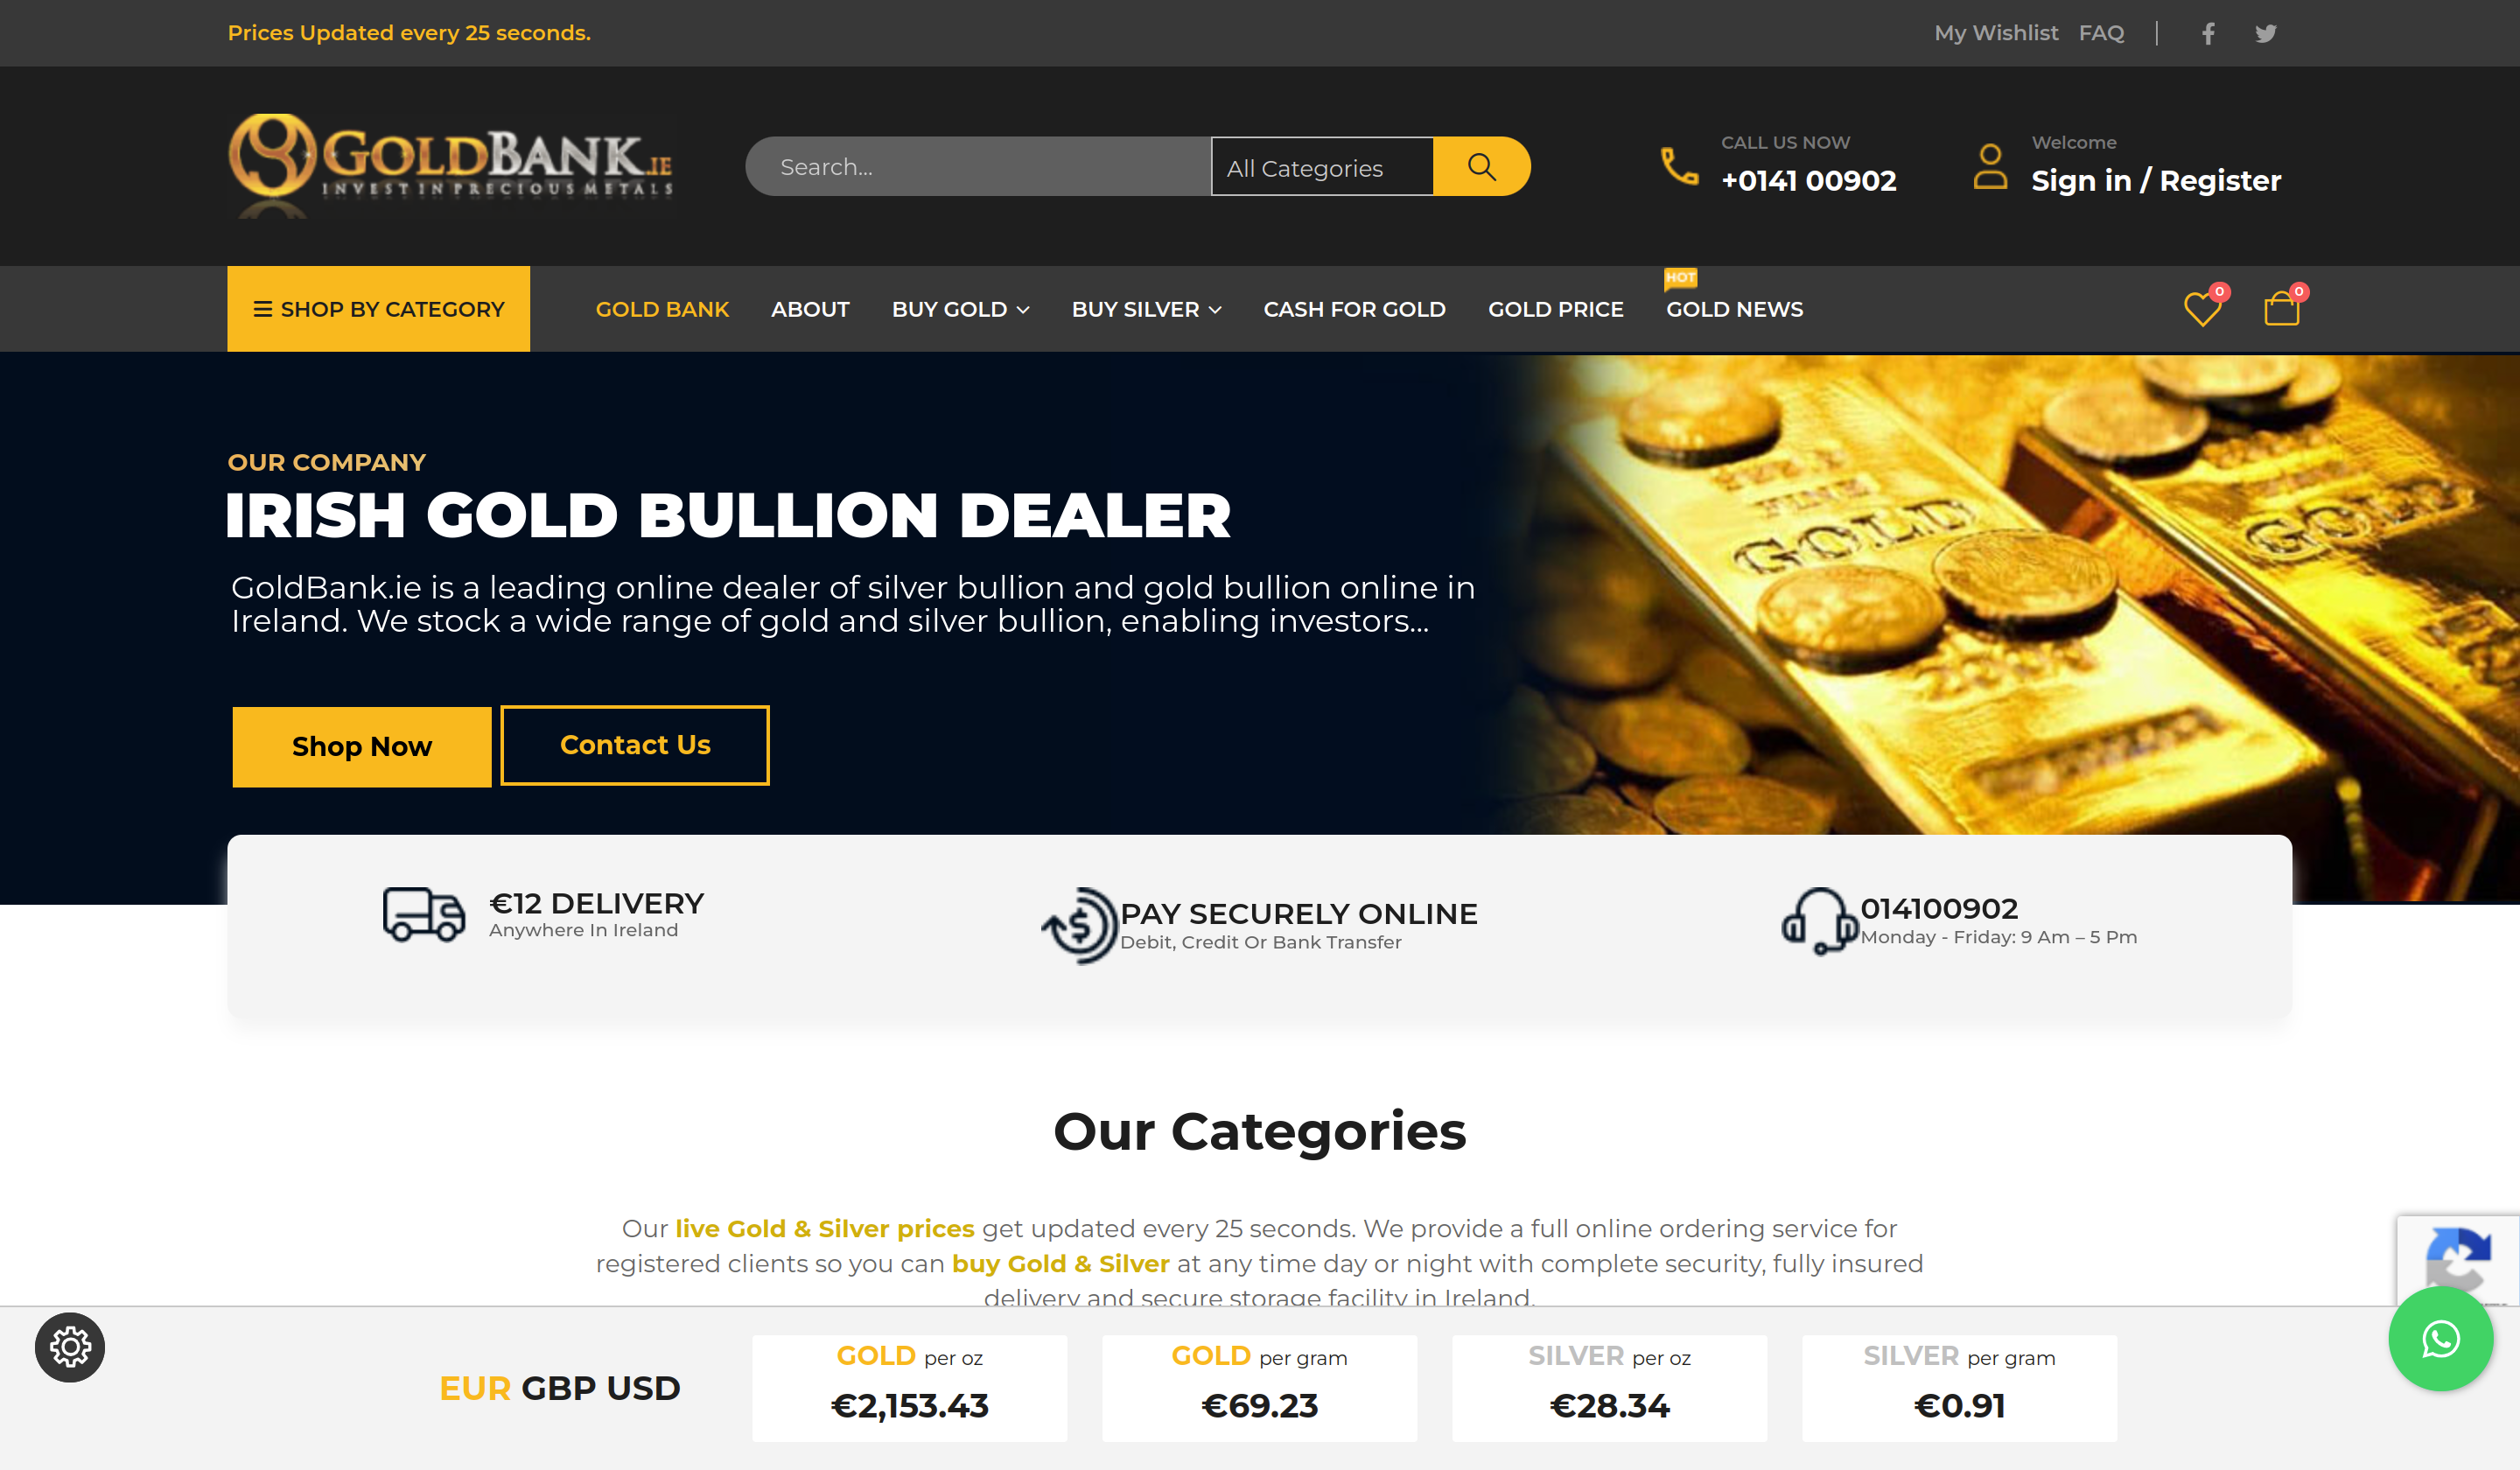 Prices Updated every 25 seconds.
My Wishlist FAQ
GOLDBANK.IE
INVEST IN PRECIOUS METALS
Search...
All Categories
CALL US NOW
+0141 00902
Welcome
Sign in / Register
SHOP BY CATEGORY
GOLD BANK
ABOUT
BUY GOLD
BUY SILVER
CASH FOR GOLD
GOLD PRICE
HOT
GOLD NEWS
0
0
OUR COMPANY
IRISH GOLD BULLION DEALER
GoldBank.ie is a leading online dealer of silver bullion and gold bullion online in
Ireland. We stock a wide range of gold and silver bullion, enabling investors...
Shop Now
Contact Us
FINE
GOLD
GOLD
€12 DELIVERY
Anywhere In Ireland
PAY SECURELY ONLINE
Debit, Credit Or Bank Transfer
014100902
Monday - Friday: 9 Am – 5 Pm
Our Categories
Our live Gold & Silver prices get updated every 25 seconds. We provide a full online ordering service for
registered clients so you can buy Gold & Silver at any time day or night with complete security, fully insured
delivery and secure storage facility in Ireland.
EUR GBP USD
GOLD per oz
€2,153.43
GOLD per gram
€69.23
SILVER per oz
€28.34
SILVER per gram
€0.91